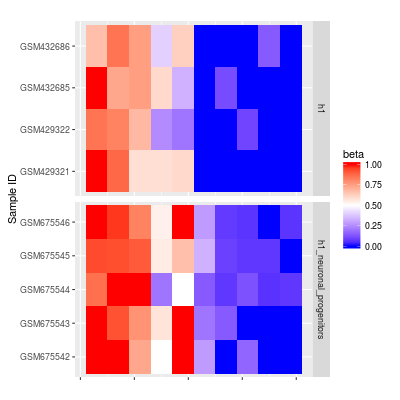 Sample ID
GSM432686
GSM432685
GSM429322
GSM429321
h1
GSM675546
GSM675545
GSM675544
GSM675543
GSM675542
h1_neuronal_progenitors
beta
1.00
0.75
0.50
0.25
0.00